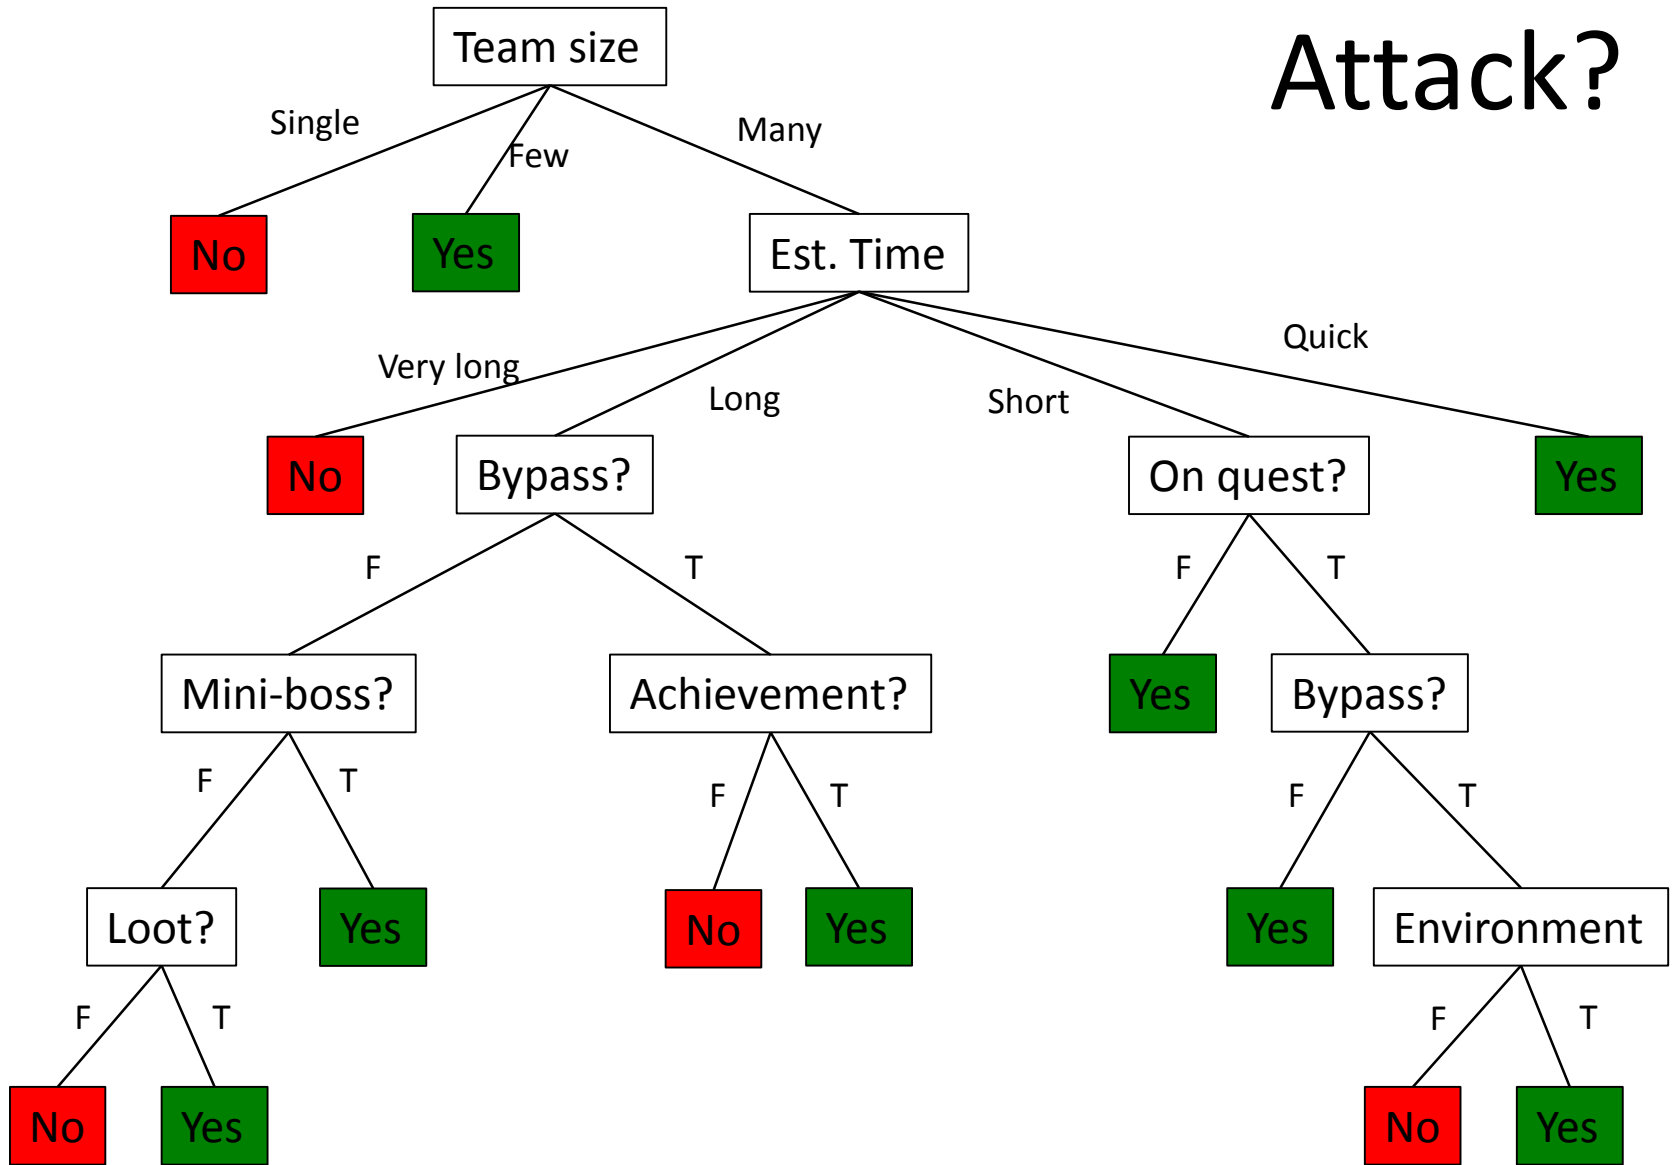 Attack?
Team size
Single
Few
Many
No
Yes
Est. Time
Very long
Long
Short
Quick
No
Bypass?
On quest?
Yes
F
T
F
T
Mini-boss?
Achievement?
Yes
Bypass?
F
T
F
T
F
T
Loot?
Yes
No
Yes
Yes
Environment
F
T
F
T
No
Yes
No
Yes